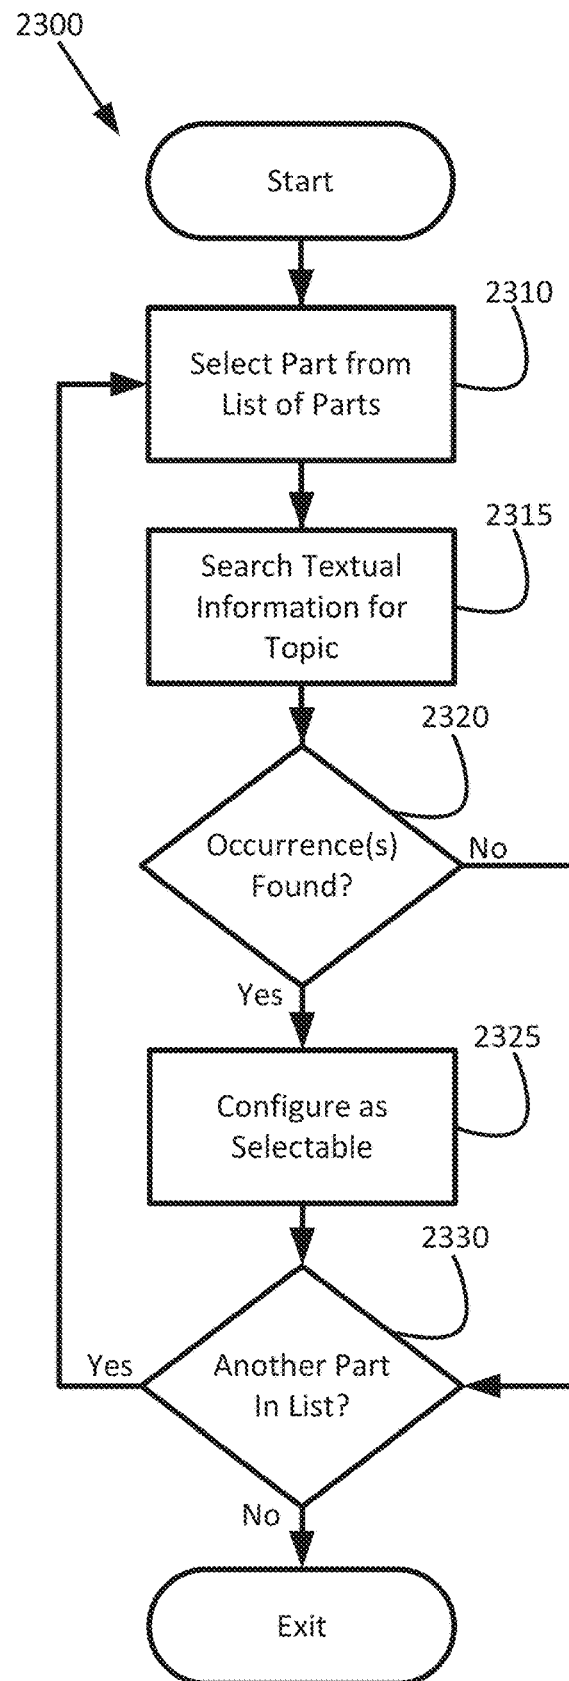 2300
Start
2310
Select Part from
List of Parts
2315
Search Textual
Information for
Topic
2320
Occurrence(s)
Found?
No
Yes
2325
Configure as
Selectable
2330
Yes
Another Part
In List?
No
Exit